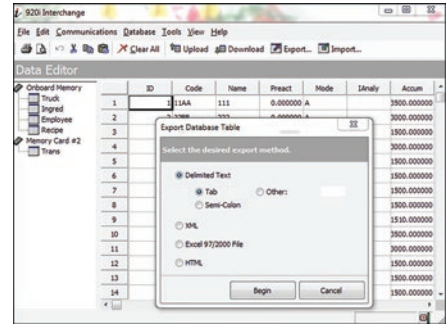 920i Interchange
File Edit Communications Database Tools View Help
Clear All Upload Download Export... Import...
Data Editor
Onboard Memory
Truck
Ingred
Employee
Recipe
Memory Card #2
Trans
ID Code Name Preact Mode IAnaly Accum
1 1 11AA 111 0.000000 A 3500.000000
2 3000.000000
3 1500.000000
4 3000.000000
5 1500.000000
6 1500.000000
7 1500.000000
8 1500.000000
9 1510.000000
10 3500.000000
11 3000.000000
12 1500.000000
13 1500.000000
14 1500.000000
Export Database Table
Select the desired export method.
Delimited Text
Tab Other:
Semi-Colon
XML
Excel 97/2000 File
HTML
Begin Cancel